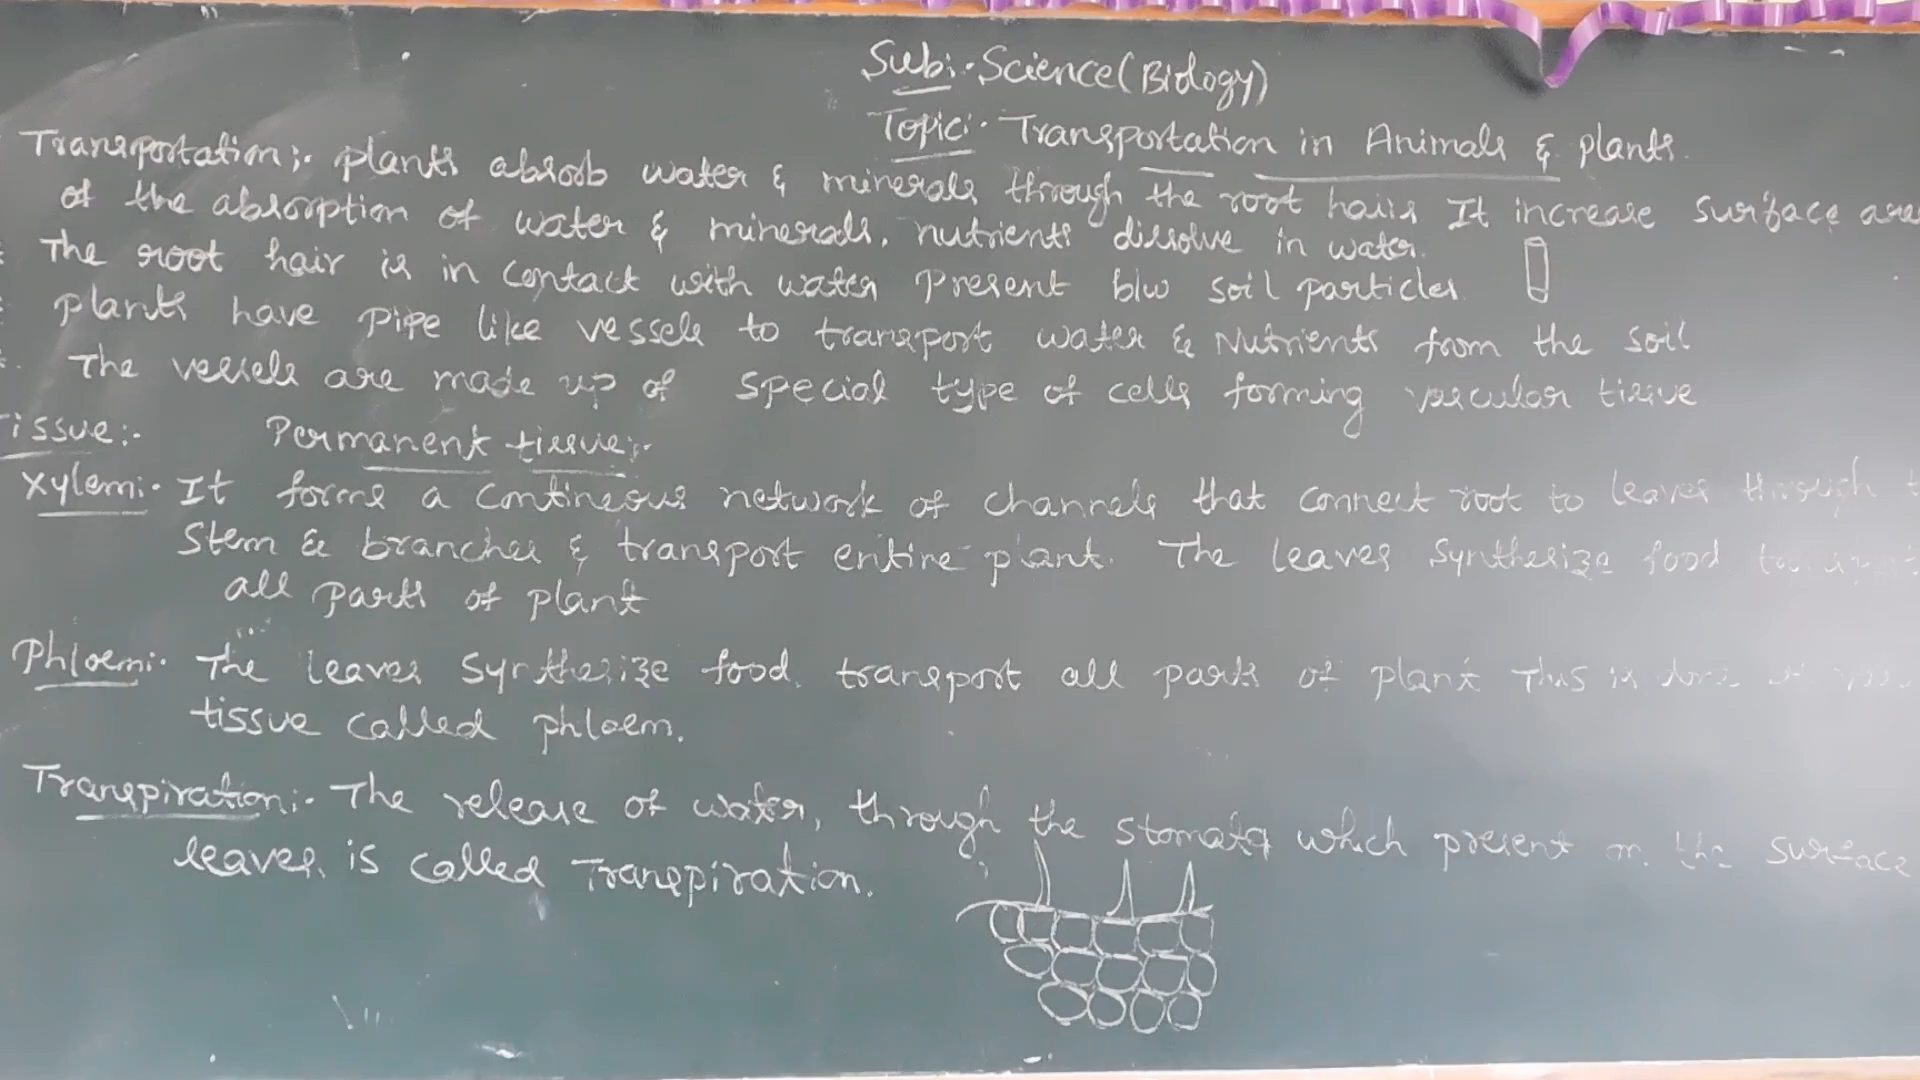 Sub:- Science (Biology)
Topic:- Transportation in Animals & plants.
Transportation:- plants absorb water & minerals through the root hairs It increase surface area
of the absorption of water & minerals. nutrients dissolve in water.
The root hair is in contact with water present b/w soil particles.
plants have pipe like vessels to transport water & Nutrients from the soil
The vessels are made up of special type of cells forming vascular tissue
Tissue:- Permanent tissue:-
Xylem:- It forms a contineous network of channels that connect root to leaves through
Stem & branches & transport entire plant. The leaves synthesize food
all parts of plant
Phloem:- The leaves synthesize food. transport all parts of plant This is
tissue called phloem.
Transpiration:- The release of water, through the stomata which present on the surface
leaves is called Transpiration.